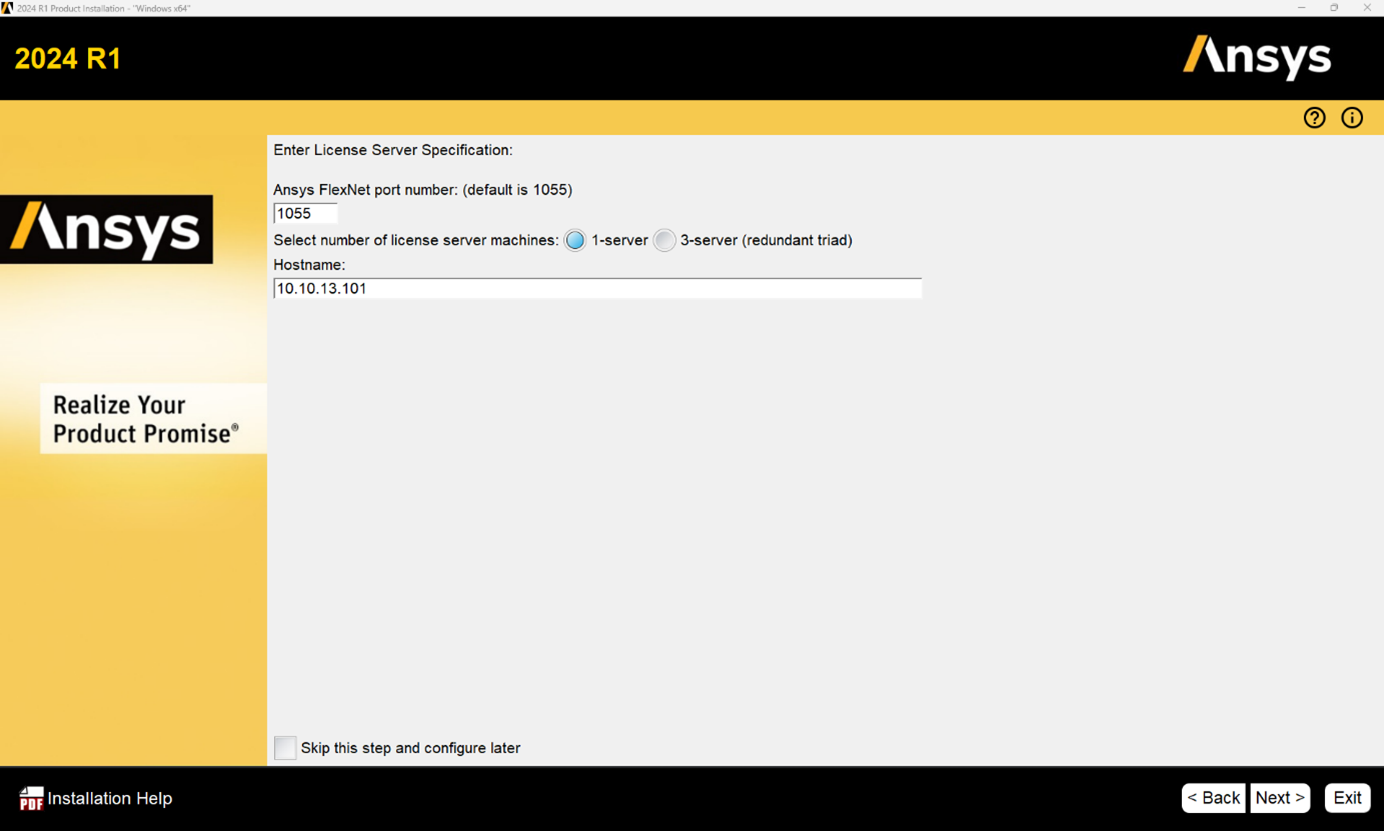 2024 R1 Product Installation - "Windows x64"
2024 R1
Ansys
Enter License Server Specification:
Ansys FlexNet port number: (default is 1055)
1055
Ansys
Select number of license server machines: 1-server 3-server (redundant triad)
Hostname:
10.10.13.101
Realize Your
Product Promise®
Skip this step and configure later
PDF Installation Help
< Back Next > Exit